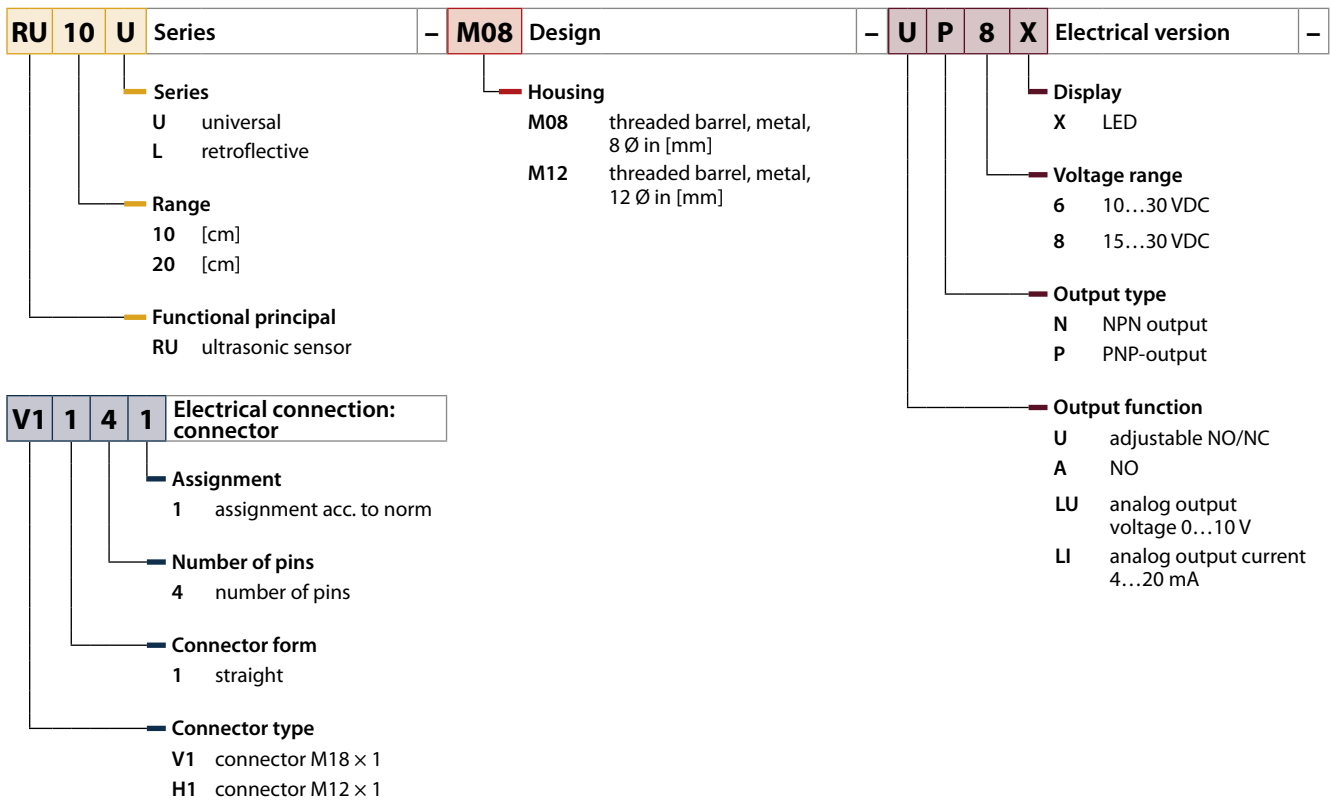 RU 10 U Series – M08 Design – U P 8 X Electrical version –
Series
U universal
L retroflective
Range
10 [cm]
20 [cm]
Functional principal
RU ultrasonic sensor
Housing
M08 threaded barrel, metal,
8 Ø in [mm]
M12 threaded barrel, metal,
12 Ø in [mm]
Display
X LED
Voltage range
6 10…30 VDC
8 15…30 VDC
Output type
N NPN output
P PNP-output
Output function
U adjustable NO/NC
A NO
LU analog output
voltage 0…10 V
LI analog output current
4…20 mA
V1 1 4 1 Electrical connection:
connector
Assignment
1 assignment acc. to norm
Number of pins
4 number of pins
Connector form
1 straight
Connector type
V1 connector M18 × 1
H1 connector M12 × 1